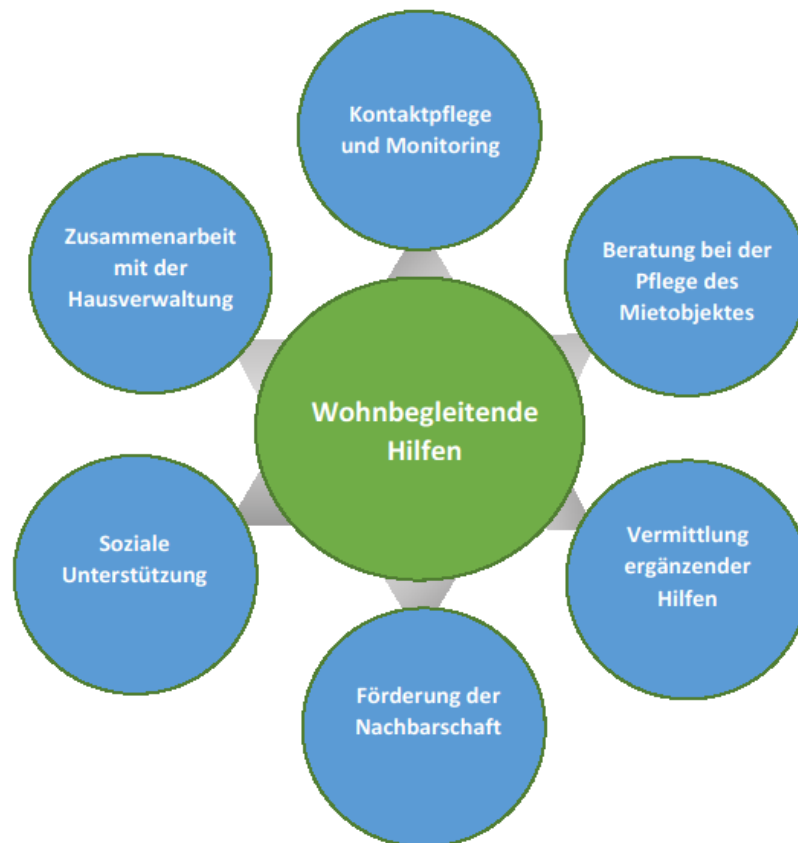 Kontaktpflege
und Monitoring
Zusammenarbeit
mit der
Hausverwaltung
Beratung bei der
Pflege des
Mietobjektes
Wohnbegleitende
Hilfen
Soziale
Unterstützung
Vermittlung
ergänzender
Hilfen
Förderung der
Nachbarschaft